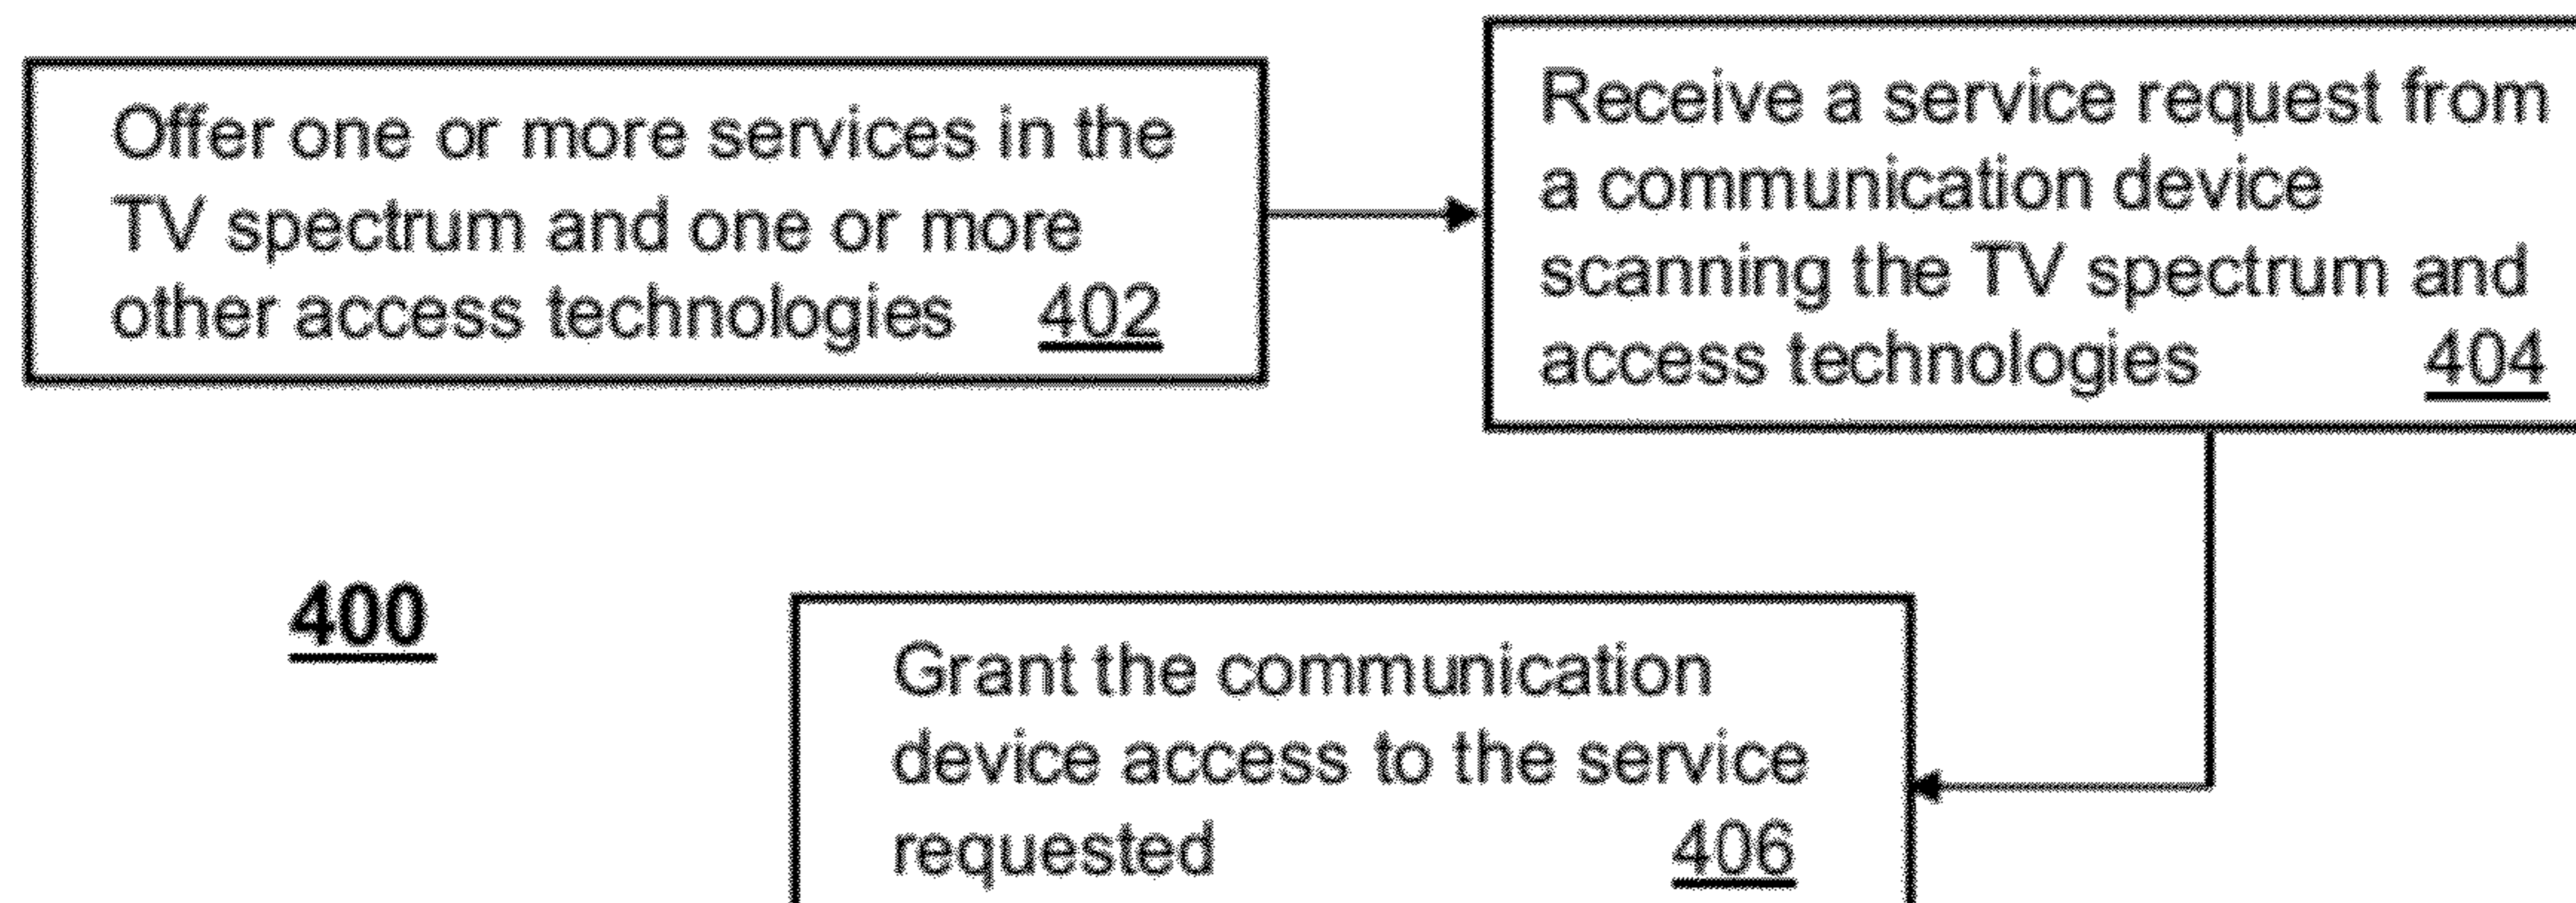 Offer one or more services in the
TV spectrum and one or more
other access technologies 402
Receive a service request from
a communication device
scanning the TV spectrum and
access technologies 404
400
Grant the communication
device access to the service
requested 406